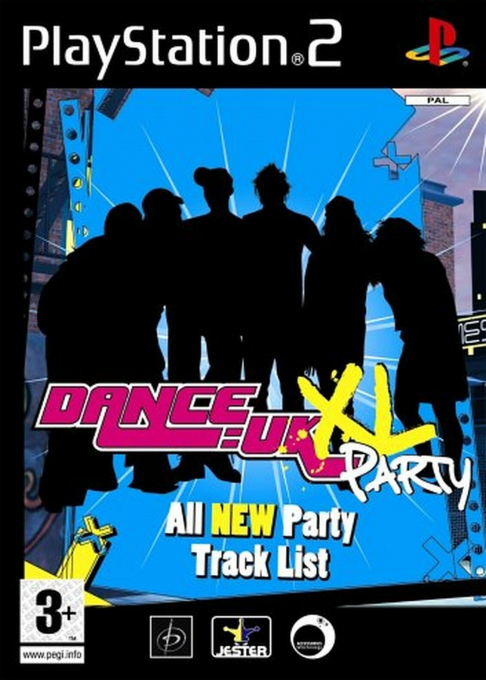 PlayStation®2
PAL
DANCE:UK XL
PARTY
All NEW Party
Track List
3+
www.pegi.info
JESTER